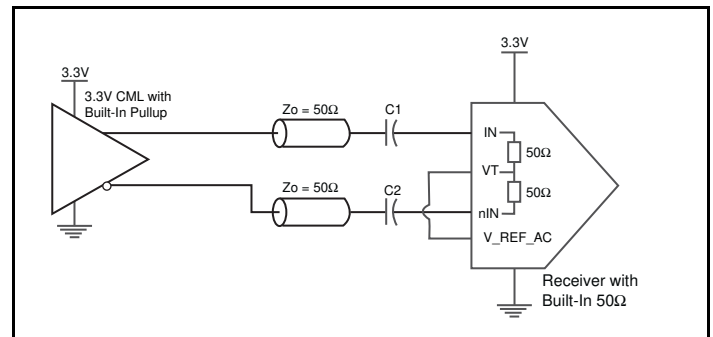 3.3V
3.3V
3.3V CML with
Built-In Pullup
Zo = 50Ω
C1
IN
50Ω
VT
Zo = 50Ω
C2
50Ω
nIN
V_REF_AC
Receiver with
Built-In 50Ω